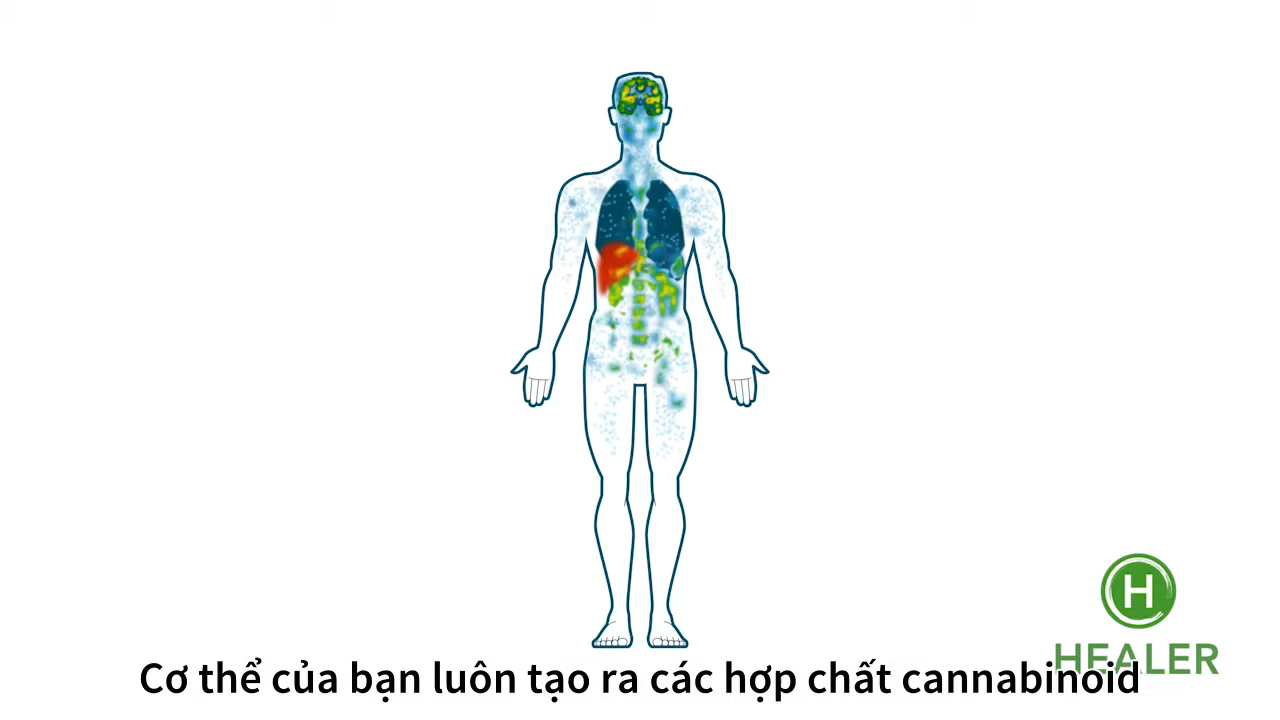 H
HEALER
Cơ thể của bạn luôn tạo ra các hợp chất cannabinoid